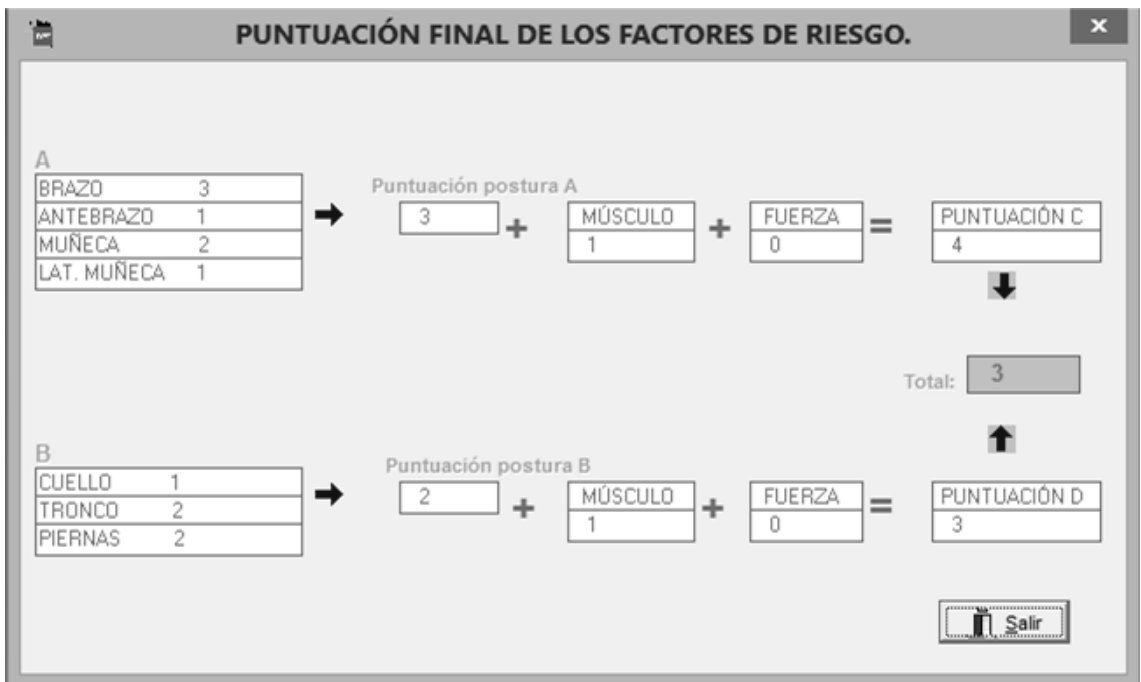 PUNTUACIÓN FINAL DE LOS FACTORES DE RIESGO.
A
BRAZO 3
ANTEBRAZO 1
MUÑECA 2
LAT. MUÑECA 1
Puntuación postura A
3 + MÚSCULO + FUERZA = PUNTUACIÓN C
1 0 4
Total: 3
B
CUELLO 1
TRONCO 2
PIERNAS 2
Puntuación postura B
2 + MÚSCULO + FUERZA = PUNTUACIÓN D
1 0 3
Salir